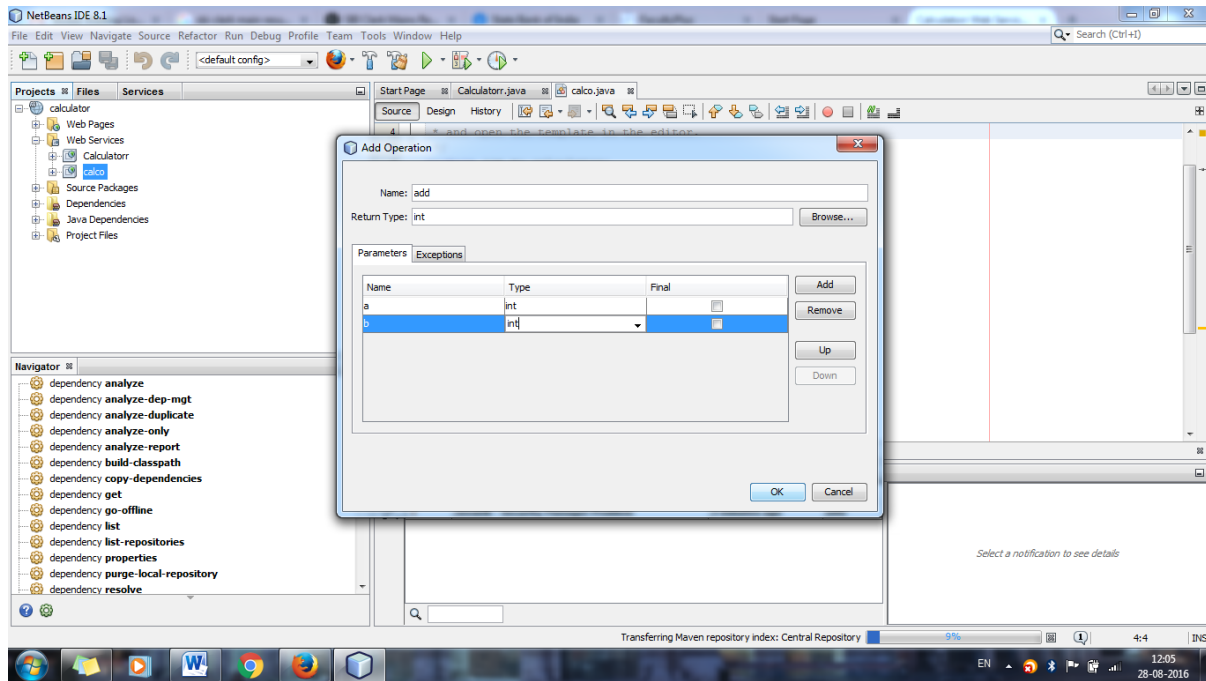 NetBeans IDE 8.1
File Edit View Navigate Source Refactor Run Debug Profile Team Tools Window Help
Search (Ctrl+I)
<default config>
Projects Files Services
Start Page Calculatorr.java calco.java
calculator
Source Design History
Web Pages
4 * and open the template in the editor.
Web Services
Calculatorr
calco
Source Packages
Dependencies
Java Dependencies
Project Files
Add Operation
Name: add
Return Type: int Browse...
Parameters Exceptions
Name Type Final
a int
b int
Add
Remove
Up
Down
OK Cancel
Navigator
dependency analyze
dependency analyze-dep-mgt
dependency analyze-duplicate
dependency analyze-only
dependency analyze-report
dependency build-classpath
dependency copy-dependencies
dependency get
dependency go-offline
dependency list
dependency list-repositories
dependency properties
dependency purge-local-repository
dependency resolve
Select a notification to see details
Transferring Maven repository index: Central Repository 9% 1 4:4 INS
EN 12:05
28-08-2016